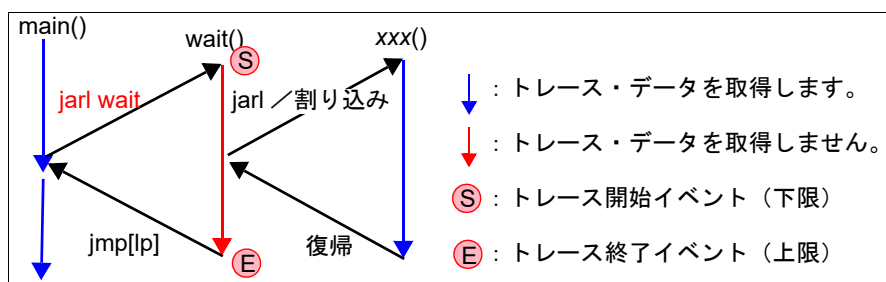 main()
wait()
xxx()
S
jarl wait
jarl ／割り込み
jmp[lp]
E
復帰
：トレース・データを取得します。
：トレース・データを取得しません。
S ：トレース開始イベント（下限）
E ：トレース終了イベント（上限）